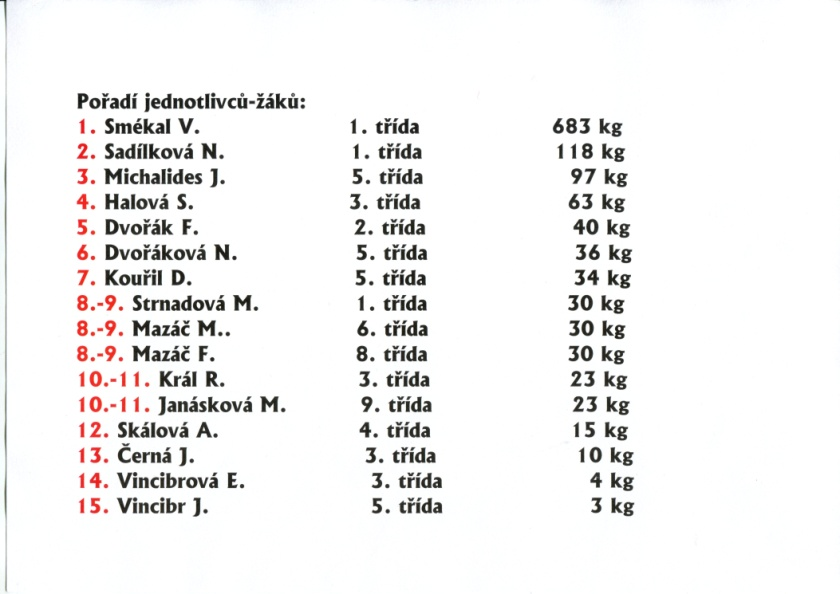 Pořadí jednotlivců-žáků:
1. Smékal V. 1. třída 683 kg
2. Sadílková N. 1. třída 118 kg
3. Michalides J. 5. třída 97 kg
4. Halová S. 3. třída 63 kg
5. Dvořák F. 2. třída 40 kg
6. Dvořáková N. 5. třída 36 kg
7. Kouřil D. 5. třída 34 kg
8.-9. Strnadová M. 1. třída 30 kg
8.-9. Mazáč M.. 6. třída 30 kg
8.-9. Mazáč F. 8. třída 30 kg
10.-11. Král R. 3. třída 23 kg
10.-11. Janásková M. 9. třída 23 kg
12. Skálová A. 4. třída 15 kg
13. Černá J. 3. třída 10 kg
14. Vincibrová E. 3. třída 4 kg
15. Vincibr J. 5. třída 3 kg